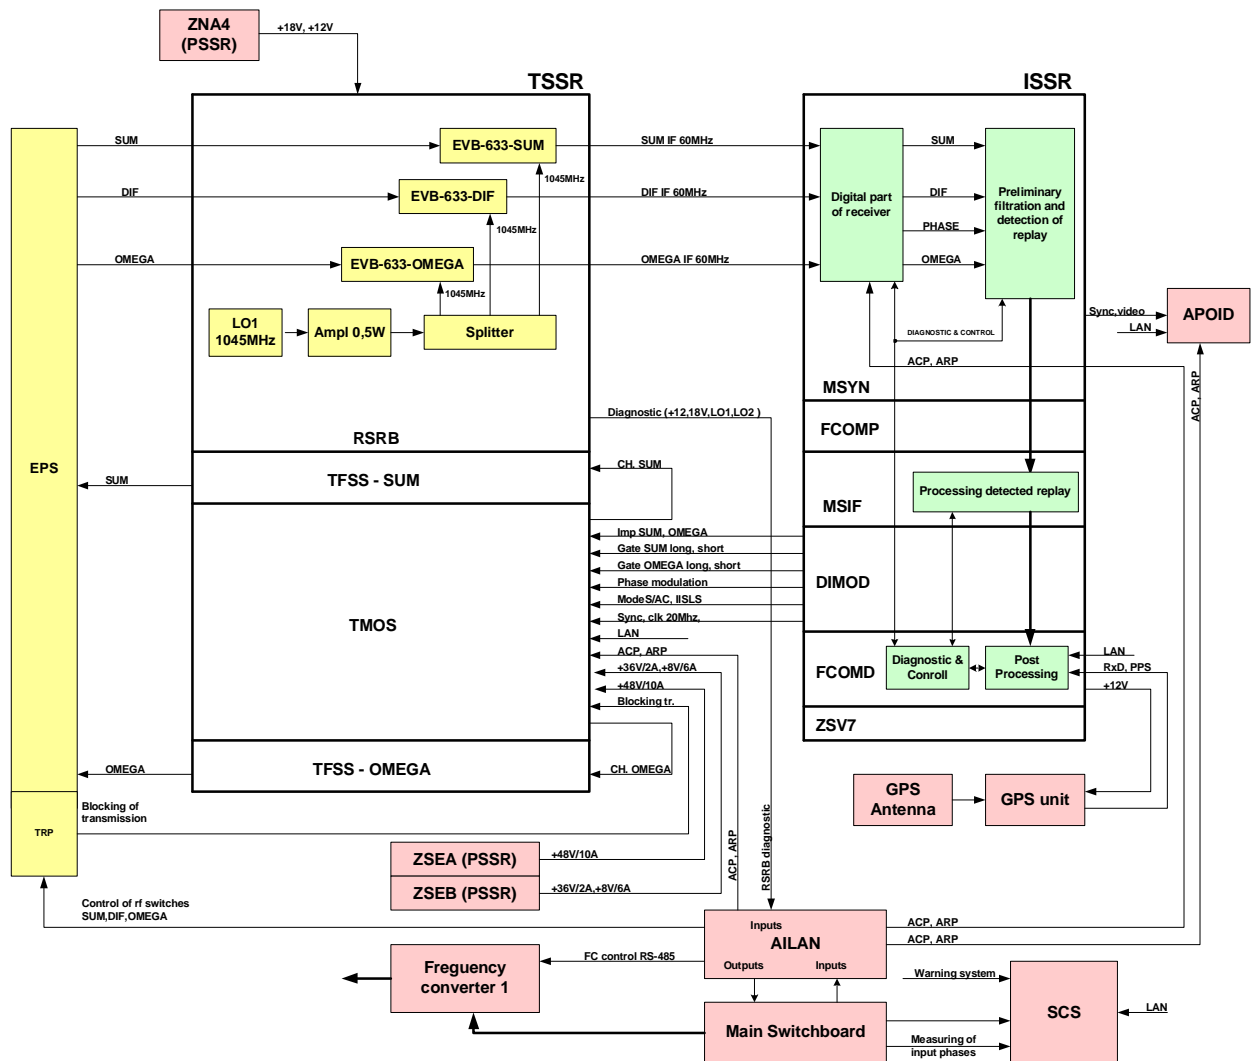 ZNA4
(PSSR)
+18V, +12V
TSSR
ISSR
SUM
EVB-633-SUM
SUM IF 60MHz
SUM
1045MHz
DIF
EVB-633-DIF
DIF IF 60MHz
Digital part
of receiver
DIF
Preliminary
filtration and
detection of
replay
1045MHz
PHASE
OMEGA
EVB-633-OMEGA
OMEGA IF 60MHz
OMEGA
1045MHz
LO1
1045MHz
Ampl 0,5W
Splitter
DIAGNOSTIC & CONTROL
Sync,video
LAN
APOID
ACP, ARP
ACP, ARP
MSYN
Diagnostic (+12,18V,LO1,LO2 )
RSRB
FCOMP
EPS
CH. SUM
SUM
TFSS - SUM
Processing detected replay
MSIF
Imp SUM, OMEGA
Gate SUM long, short
Gate OMEGA long, short
Phase modulation
ModeS/AC, IISLS
Sync, clk 20Mhz,
DIMOD
TMOS
LAN
ACP, ARP
+36V/2A,+8V/6A
+48V/10A
Blocking tr.
FCOMD
Diagnostic &
Conroll
Post
Processing
LAN
RxD, PPS
+12V
ZSV7
OMEGA
TFSS - OMEGA
CH. OMEGA
GPS
Antenna
GPS unit
Blocking of
transmission
TRP
ZSEA (PSSR)
+48V/10A
ZSEB (PSSR)
+36V/2A,+8V/6A
ACP, ARP
RSRB diagnostic
Control of rf switches
SUM,DIF,OMEGA
Inputs
AILAN
Outputs
Inputs
ACP, ARP
ACP, ARP
FC control RS-485
Freguency
converter 1
Warning system
SCS
LAN
Main Switchboard
Measuring of
input phases